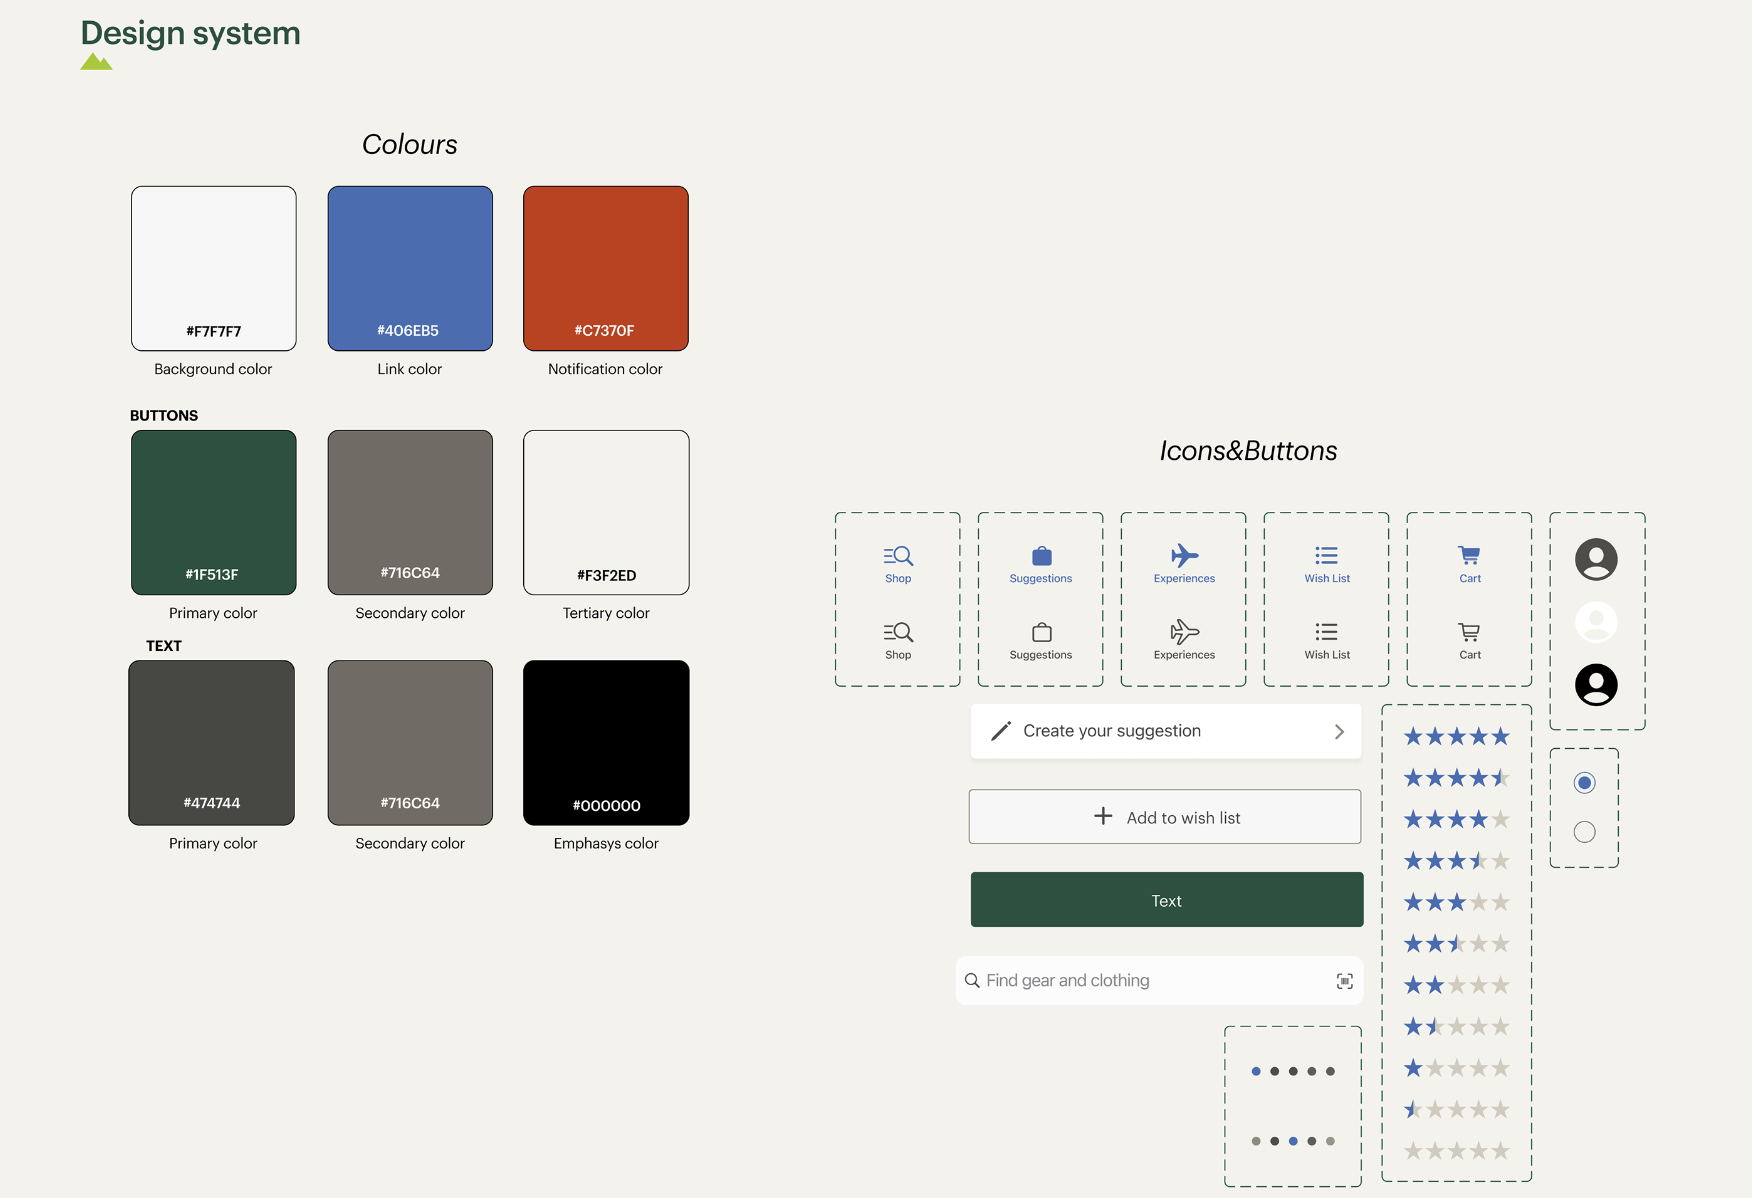 Design system
Colours
#F7F7F7
#406EB5
#C7370F
Background color
Link color
Notification color
BUTTONS
#1F513F
#716C64
#F3F2ED
Primary color
Secondary color
Tertiary color
TEXT
#474744
#716C64
#000000
Primary color
Secondary color
Emphasys color
Icons&Buttons
Shop
Suggestions
Experiences
Wish List
Cart
Shop
Suggestions
Experiences
Wish List
Cart
Create your suggestion
Add to wish list
Text
Find gear and clothing